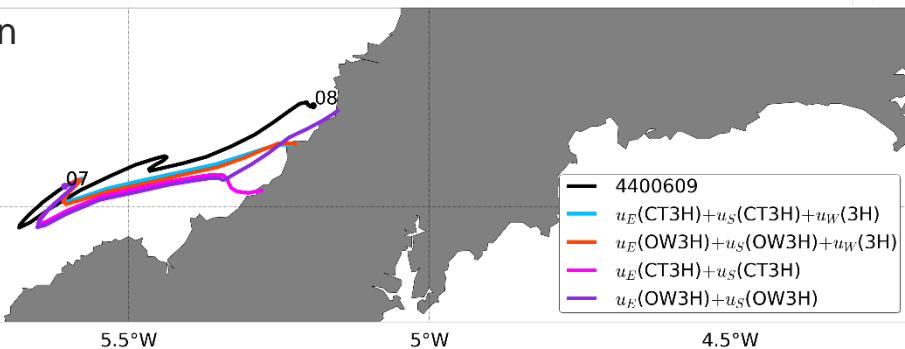 n
08
07
4400609
u_E(CT3H)+u_S(CT3H)+u_W(3H)
u_E(OW3H)+u_S(OW3H)+u_W(3H)
u_E(CT3H)+u_S(CT3H)
u_E(OW3H)+u_S(OW3H)
5.5°W
5°W
4.5°W